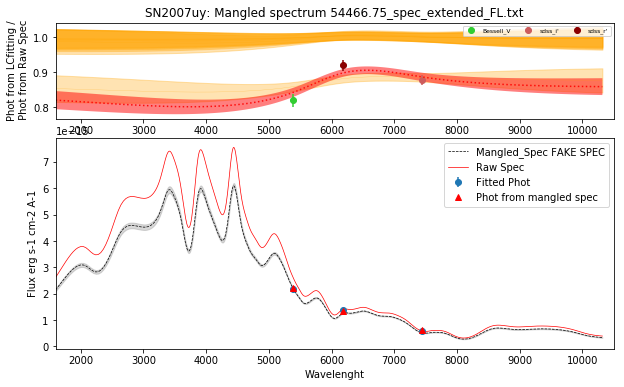 SN2007uy: Mangled spectrum 54466.75_spec_extended_FL.txt
Phot from LCfitting /
Phot from Raw Spec
1.0
0.9
0.8
Bessell_V
sdss_i'
sdss_r'
2000 3000 4000 5000 6000 7000 8000 9000 10000
Flux erg s-1 cm-2 A-1
8
7
6
5
4
3
2
1
0
Mangled_Spec FAKE SPEC
Raw Spec
Fitted Phot
Phot from mangled spec
2000 3000 4000 5000 6000 7000 8000 9000 10000
Wavelenght